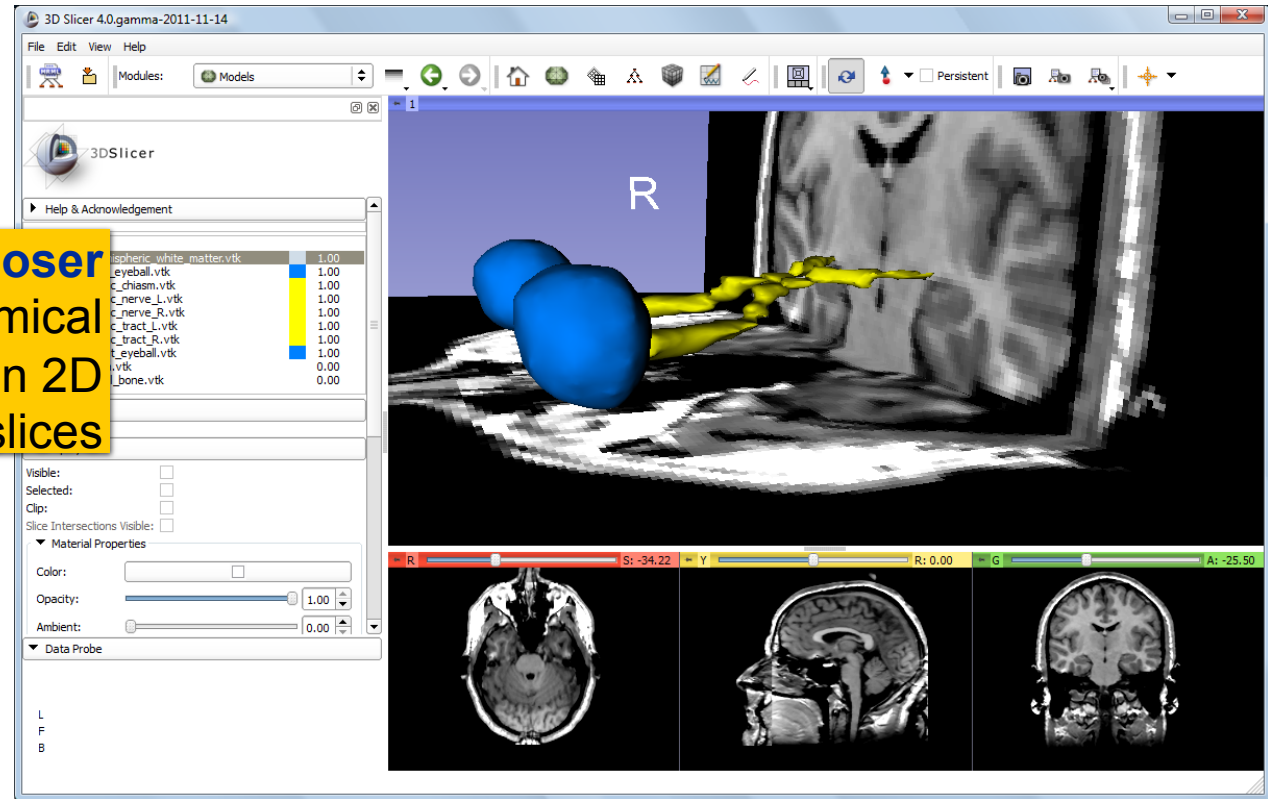 3D Slicer 4.0.gamma-2011-11-14
File Edit View Help
Modules: Models Persistent
1
3DSlicer
Help & Acknowledgement
oser
mical
n 2D
slices
ispheric_white_matter.vtk 1.00
_eyeball.vtk 1.00
c_chiasm.vtk 1.00
c_nerve_L.vtk 1.00
c_nerve_R.vtk 1.00
c_tract_L.vtk 1.00
c_tract_R.vtk 1.00
t_eyeball.vtk 1.00
.vtk 0.00
_bone.vtk 0.00
R
Visible:
Selected:
Clip:
Slice Intersections Visible:
Material Properties
Color:
Opacity: 1.00
Ambient: 0.00
Data Probe
L
F
B
R S: -34.22 Y R: 0.00 G A: -25.50